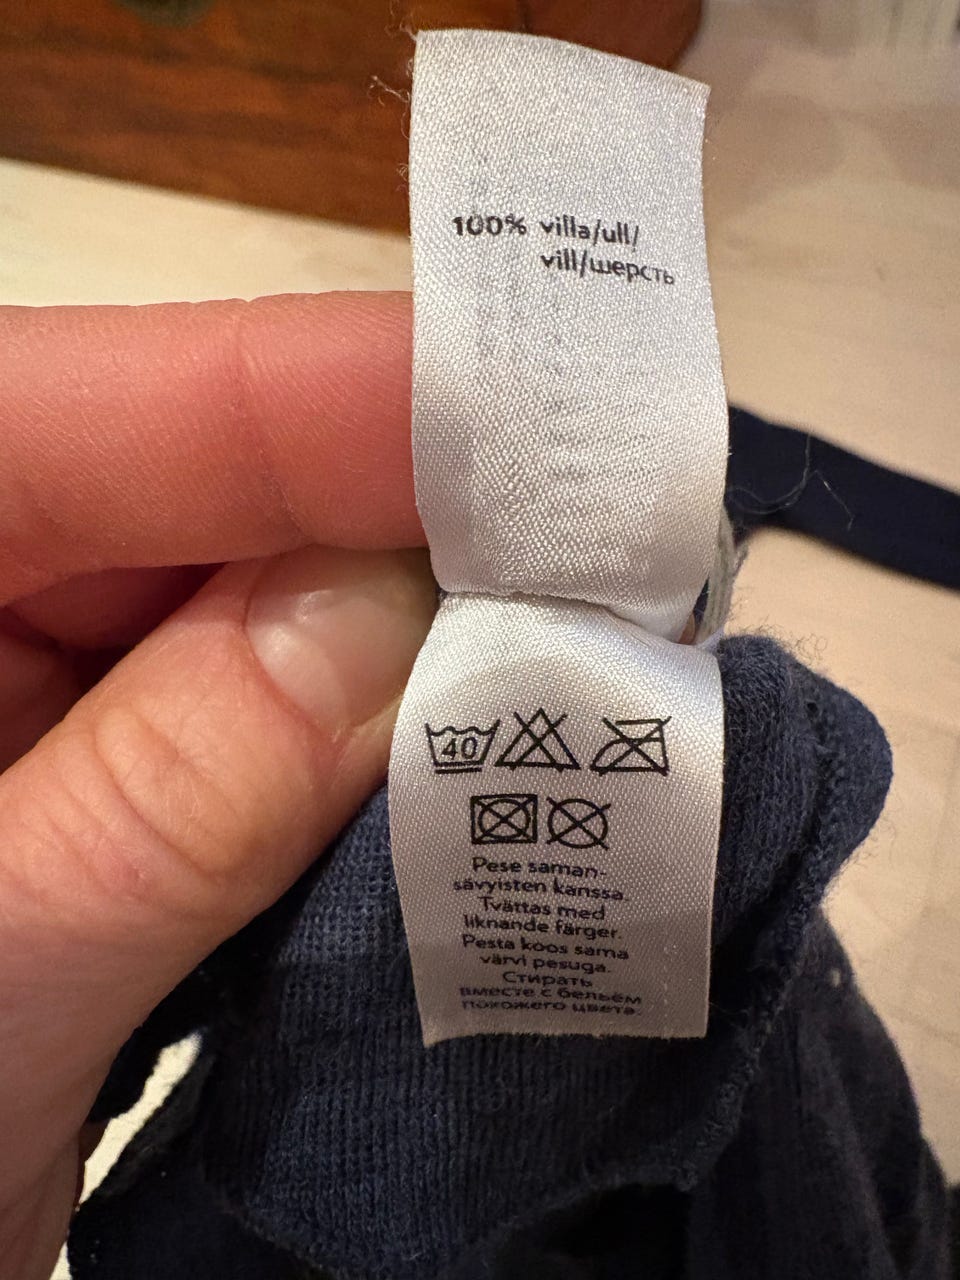 100% villa/ull/
vill/шерсть
40
Pese saman-
sävyisten kanssa.
Tvättas med
liknande färger.
Pesta koos sama
värvi pesuga.
Стирать
вместе с бельём
похожего цвета.